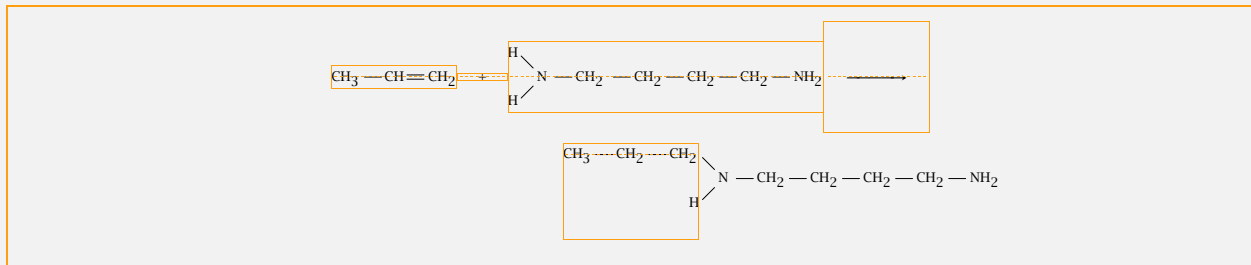 H
CH3 — CH = CH2 + N — CH2 — CH2 — CH2 — CH2 — NH2 →
H
CH3 — CH2 — CH2
N — CH2 — CH2 — CH2 — CH2 — NH2
H